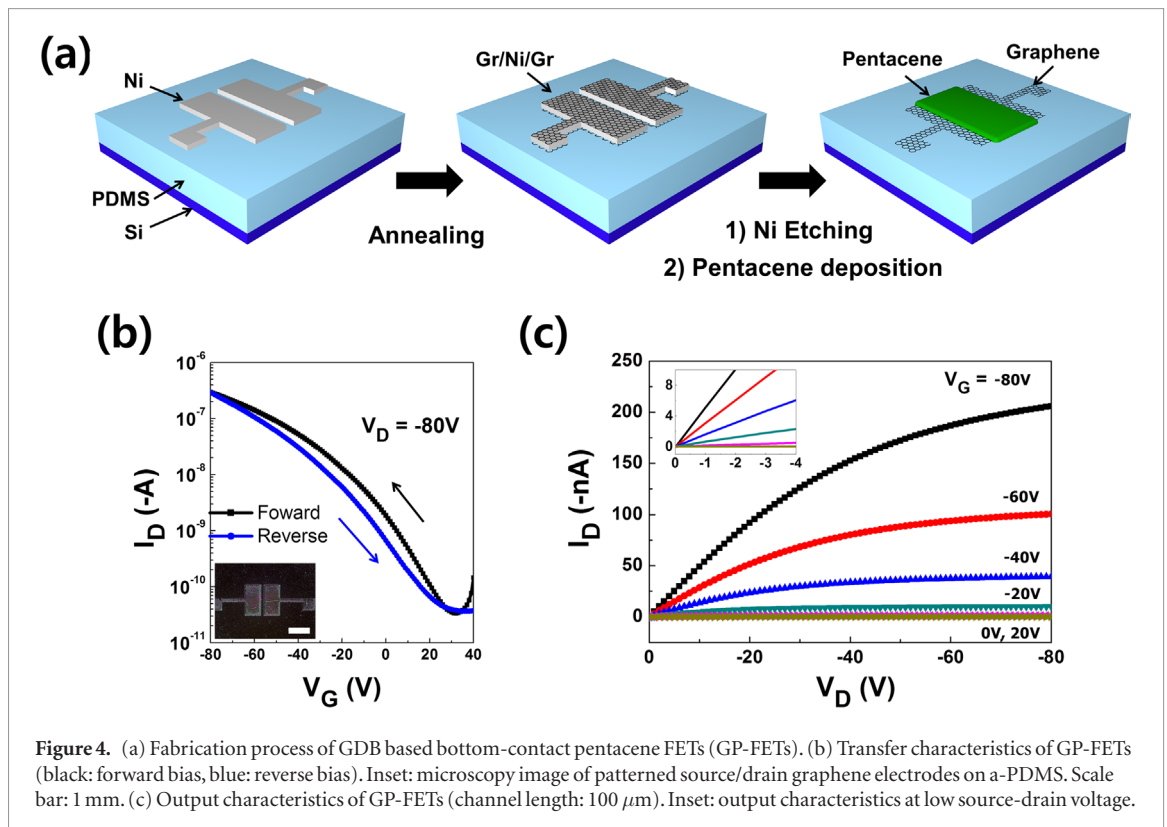 (a)
Ni
PDMS
Si
Annealing
Gr/Ni/Gr
1) Ni Etching
2) Pentacene deposition
Pentacene
Graphene
(b)
I_D (-A)
10^-6
10^-7
10^-8
10^-9
10^-10
10^-11
V_D = -80V
Foward
Reverse
-80 -60 -40 -20 0 20 40
V_G (V)
(c)
I_D (-nA)
250
200
150
100
50
0
8
4
0
0 -1 -2 -3 -4
V_G = -80V
-60V
-40V
-20V
0V, 20V
0 -20 -40 -60 -80
V_D (V)
Figure 4. (a) Fabrication process of GDB based bottom-contact pentacene FETs (GP-FETs). (b) Transfer characteristics of GP-FETs
(black: forward bias, blue: reverse bias). Inset: microscopy image of patterned source/drain graphene electrodes on a-PDMS. Scale
bar: 1 mm. (c) Output characteristics of GP-FETs (channel length: 100 μm). Inset: output characteristics at low source-drain voltage.